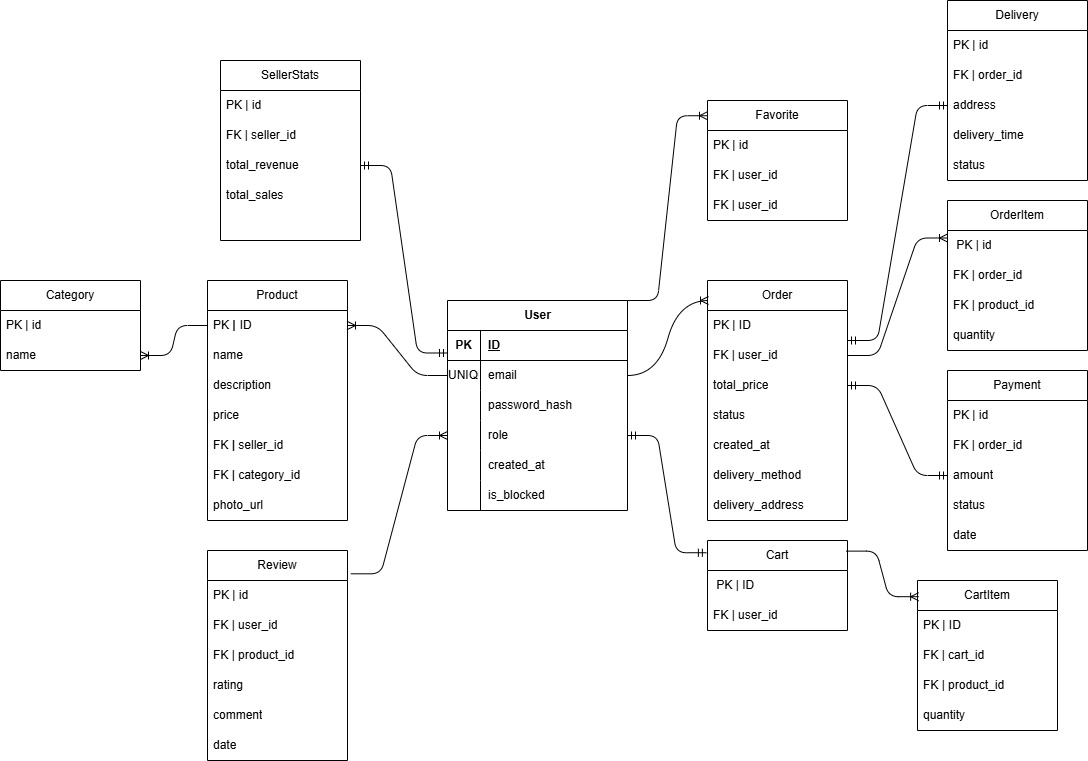 SellerStats
PK | id
FK | seller_id
total_revenue
total_sales
Category
PK | id
name
Product
PK | ID
name
description
price
FK | seller_id
FK | category_id
photo_url
Review
PK | id
FK | user_id
FK | product_id
rating
comment
date
User
PK ID
UNIQ email
password_hash
role
created_at
is_blocked
Favorite
PK | id
FK | user_id
FK | user_id
Order
PK | ID
FK | user_id
total_price
status
created_at
delivery_method
delivery_address
Cart
PK | ID
FK | user_id
Delivery
PK | id
FK | order_id
address
delivery_time
status
OrderItem
PK | id
FK | order_id
FK | product_id
quantity
Payment
PK | id
FK | order_id
amount
status
date
CartItem
PK | ID
FK | cart_id
FK | product_id
quantity